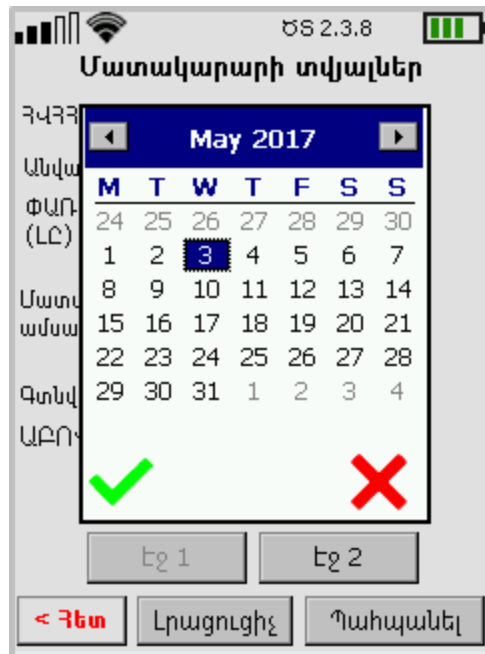 ԾՏ 2.3.8
Մատակարարի տվյալներ
ՀՎՀՀ
May 2017
M T W T F S S
24 25 26 27 28 29 30
1 2 3 4 5 6 7
8 9 10 11 12 13 14
15 16 17 18 19 20 21
22 23 24 25 26 27 28
29 30 31 1 2 3 4
(ԼԸ)
Էջ 1 Էջ 2
< Հետ Լրացուցիչ Պահպանել